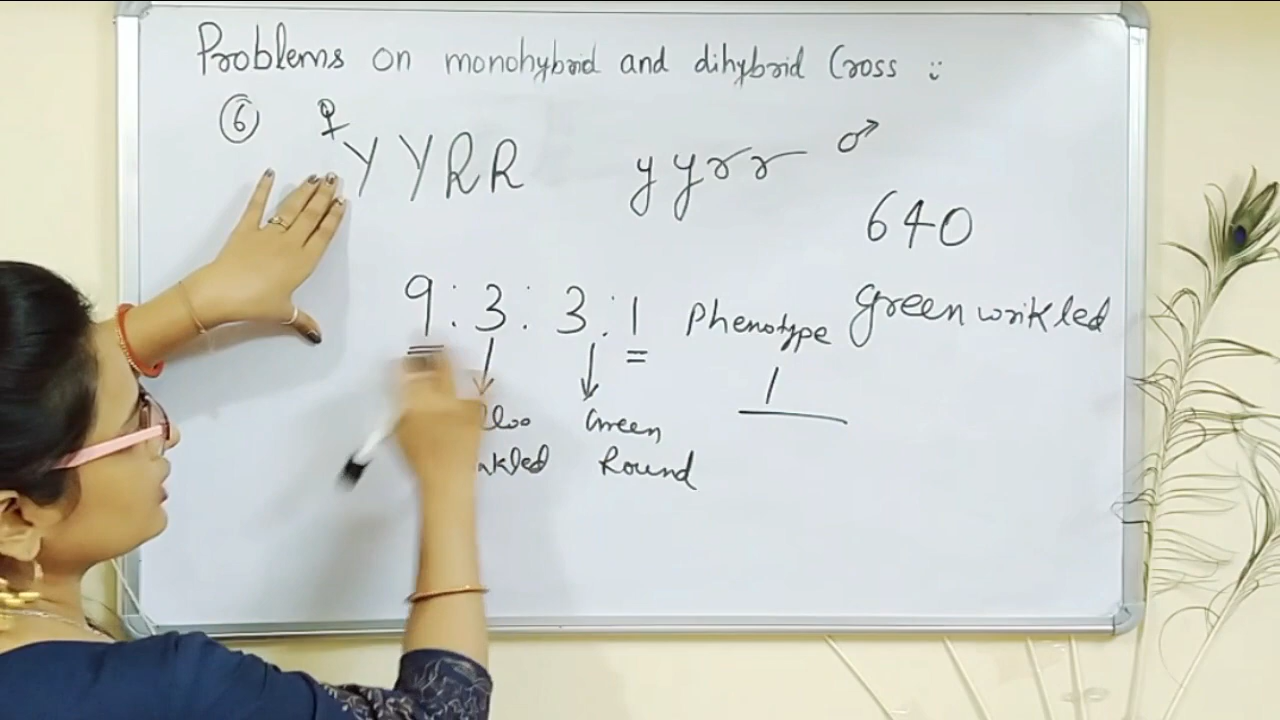 Problems on monohybrid and dihybrid Cross :-
⑥ ♀ YYRR yyrr ♂
640
9 : 3 : 3 : 1 Phenotype green wrikled
1
Green
Round